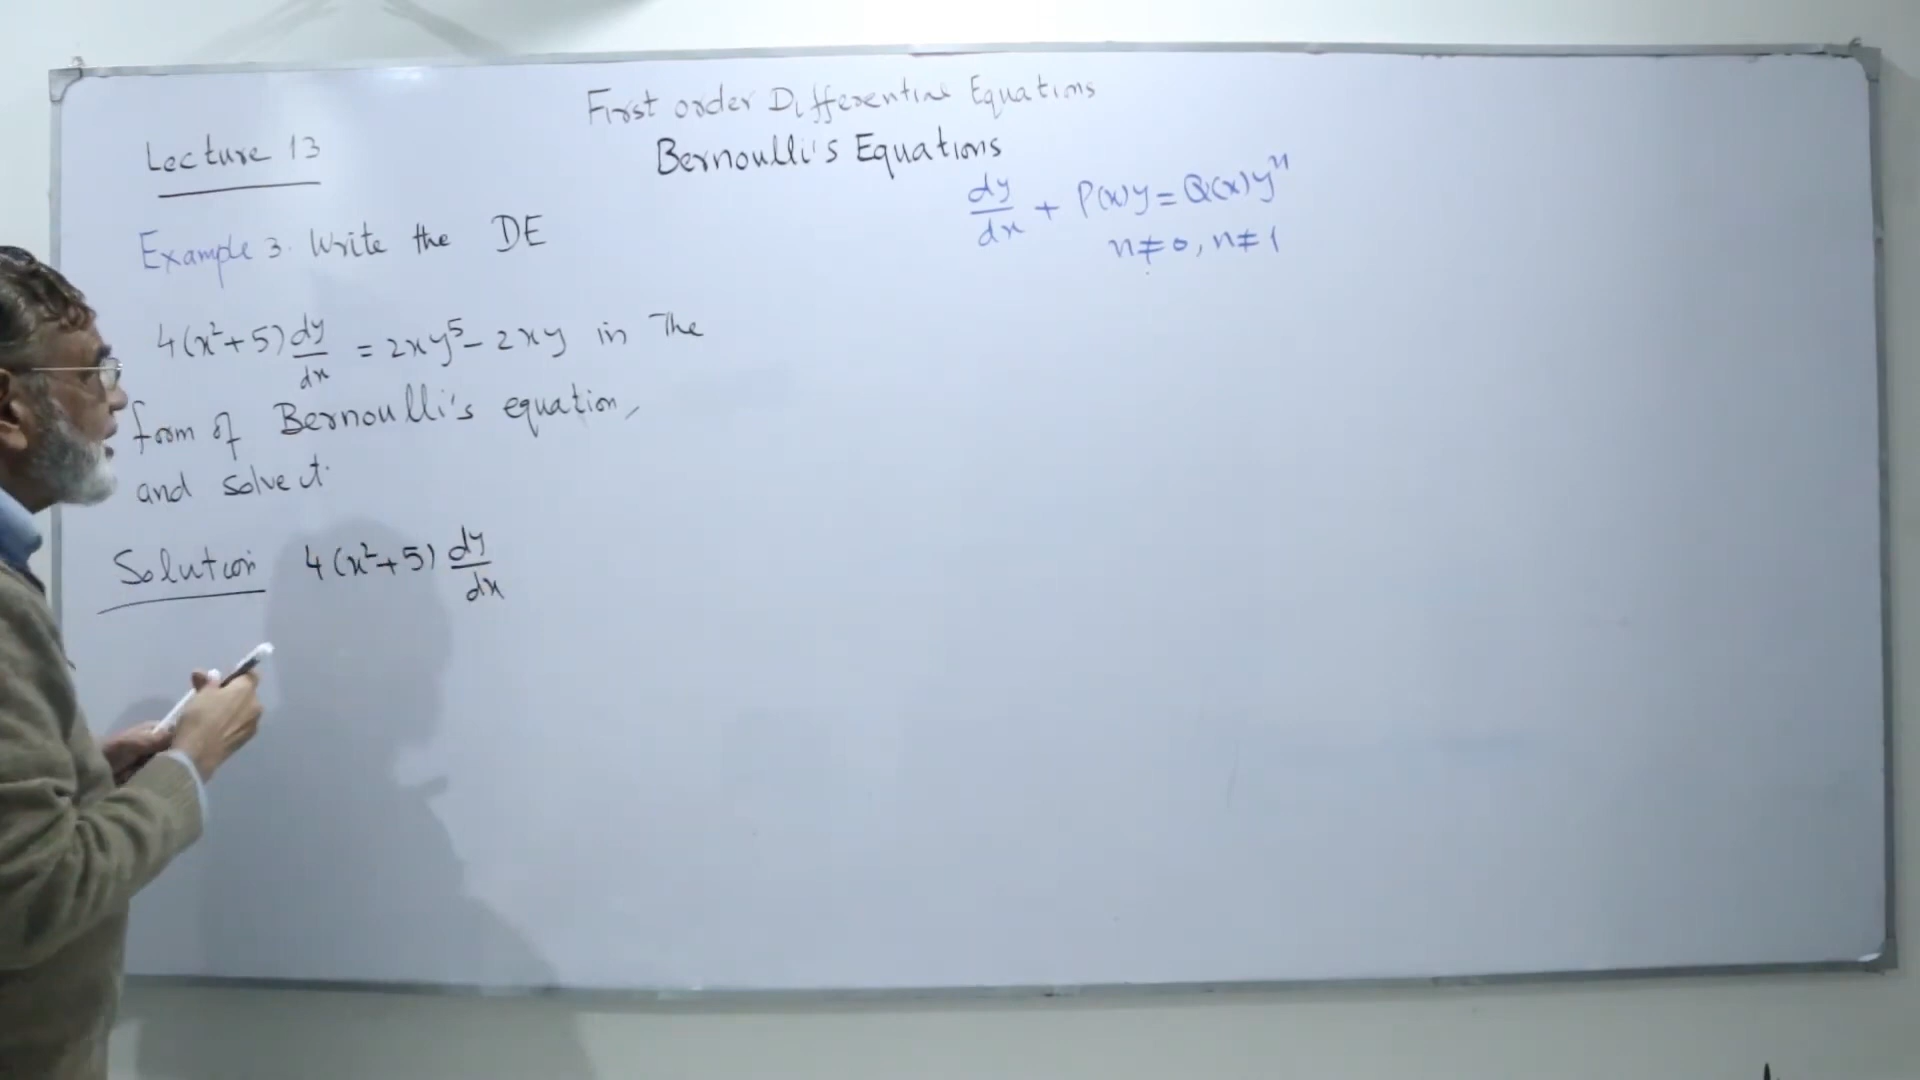 First order Differential Equations
Lecture 13
Bernoulli's Equations
dy/dx + P(x)y = Q(x)yⁿ
n≠0, n≠1
Example 3. Write the DE
4(x²+5) dy/dx = 2xy⁵ - 2xy in The
form of Bernoulli's equation,
and solve it.
Solution 4(x²+5) dy/dx